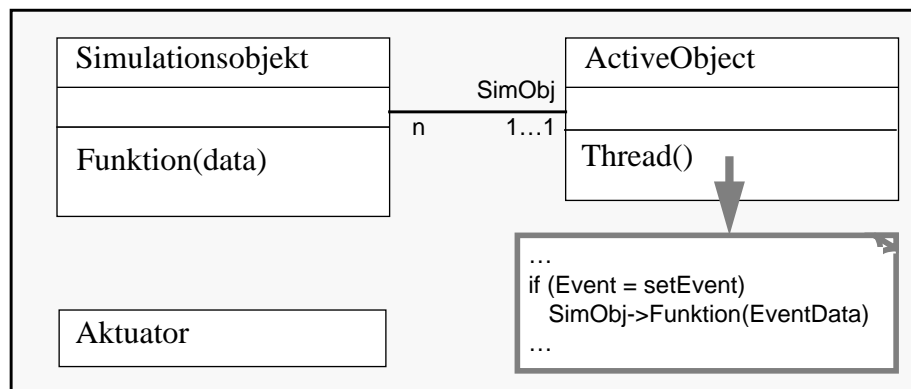 Simulationsobjekt
Funktion(data)
SimObj
n
1…1
ActiveObject
Thread()
…
if (Event = setEvent)
SimObj->Funktion(EventData)
…
Aktuator